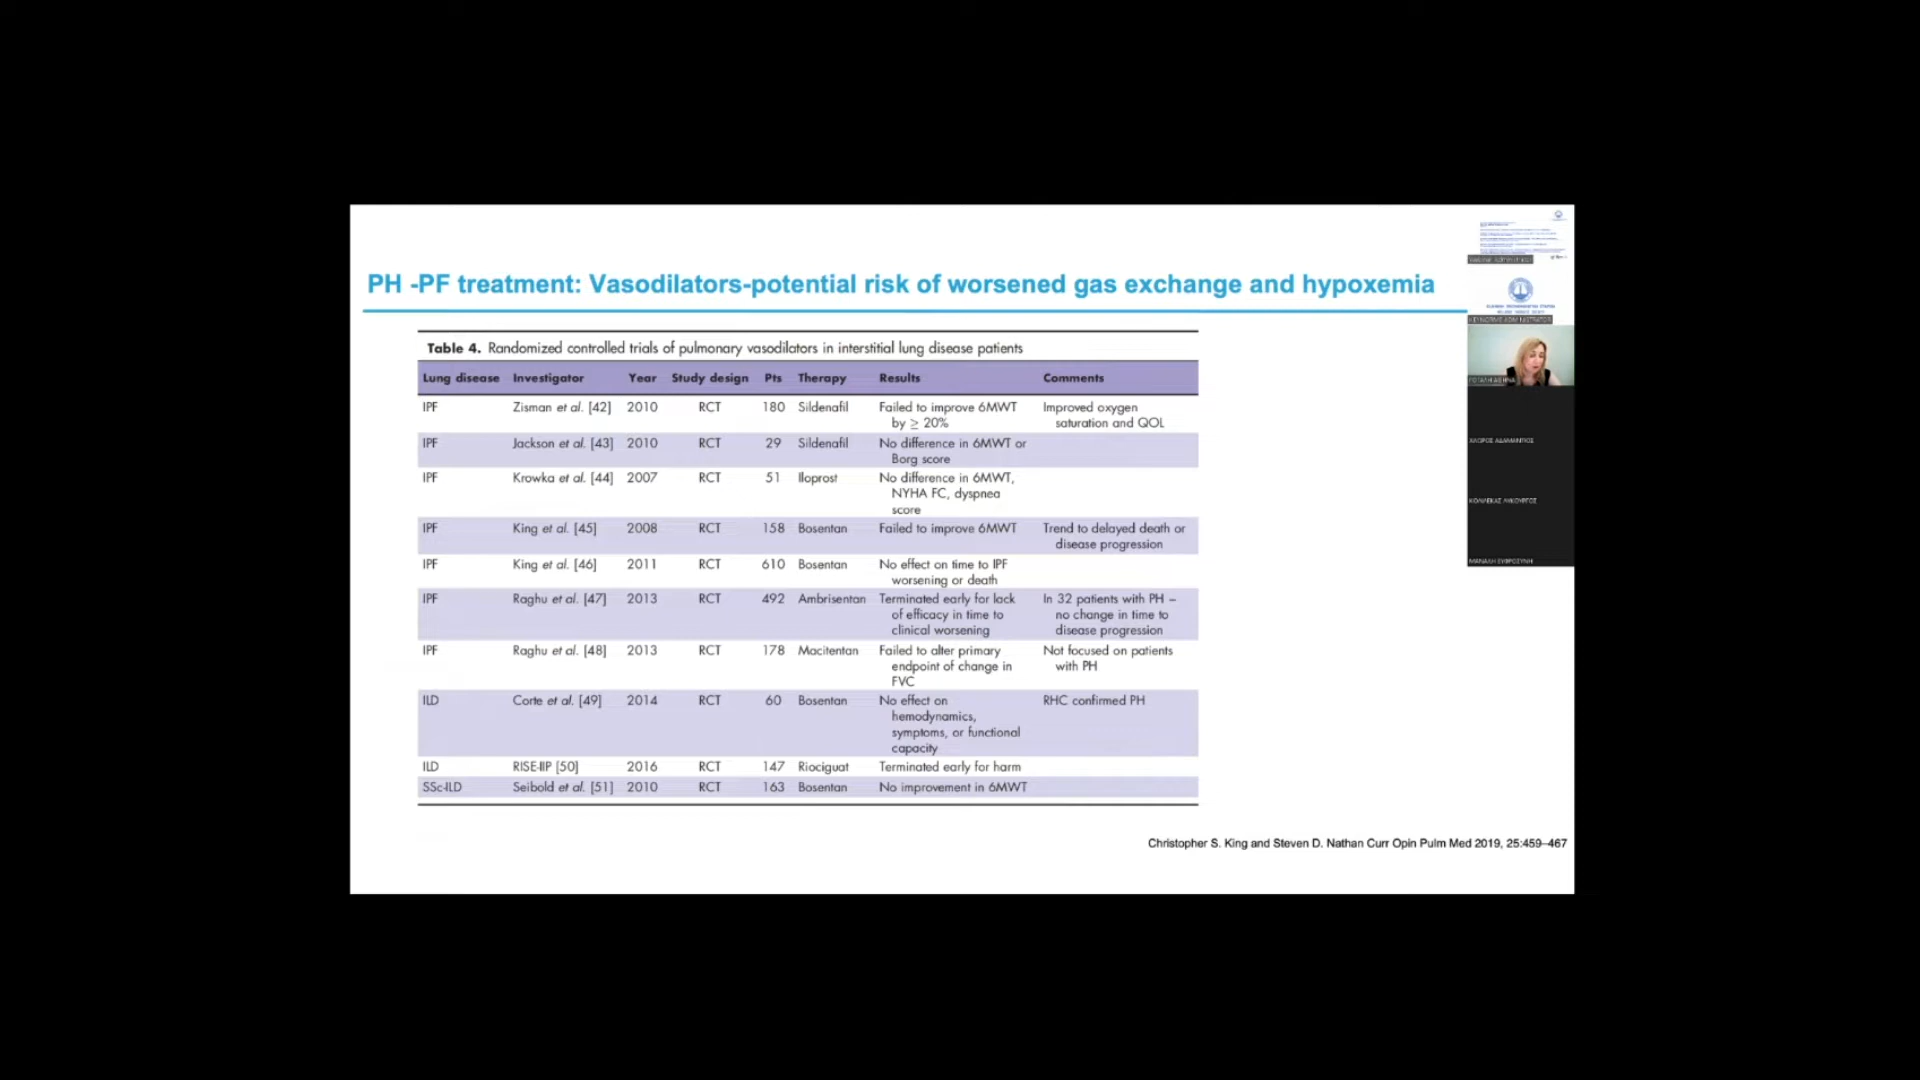 PH -PF treatment: Vasodilators-potential risk of worsened gas exchange and hypoxemia
Table 4. Randomized controlled trials of pulmonary vasodilators in interstitial lung disease patients
Lung disease Investigator Year Study design Pts Therapy Results Comments
IPF Zisman et al. [42] 2010 RCT 180 Sildenafil Failed to improve 6MWT Improved oxygen
by ≥ 20% saturation and QOL
IPF Jackson et al. [43] 2010 RCT 29 Sildenafil No difference in 6MWT or
Borg score
IPF Krowka et al. [44] 2007 RCT 51 Iloprost No difference in 6MWT,
NYHA FC, dyspnea
score
IPF King et al. [45] 2008 RCT 158 Bosentan Failed to improve 6MWT Trend to delayed death or
disease progression
IPF King et al. [46] 2011 RCT 610 Bosentan No effect on time to IPF
worsening or death
IPF Raghu et al. [47] 2013 RCT 492 Ambrisentan Terminated early for lack In 32 patients with PH –
of efficacy in time to no change in time to
clinical worsening disease progression
IPF Raghu et al. [48] 2013 RCT 178 Macitentan Failed to alter primary Not focused on patients
endpoint of change in with PH
FVC
ILD Corte et al. [49] 2014 RCT 60 Bosentan No effect on RHC confirmed PH
hemodynamics,
symptoms, or functional
capacity
ILD RISE-IIP [50] 2016 RCT 147 Riociguat Terminated early for harm
SSc-ILD Seibold et al. [51] 2010 RCT 163 Bosentan No improvement in 6MWT
Christopher S. King and Steven D. Nathan Curr Opin Pulm Med 2019, 25:459–467